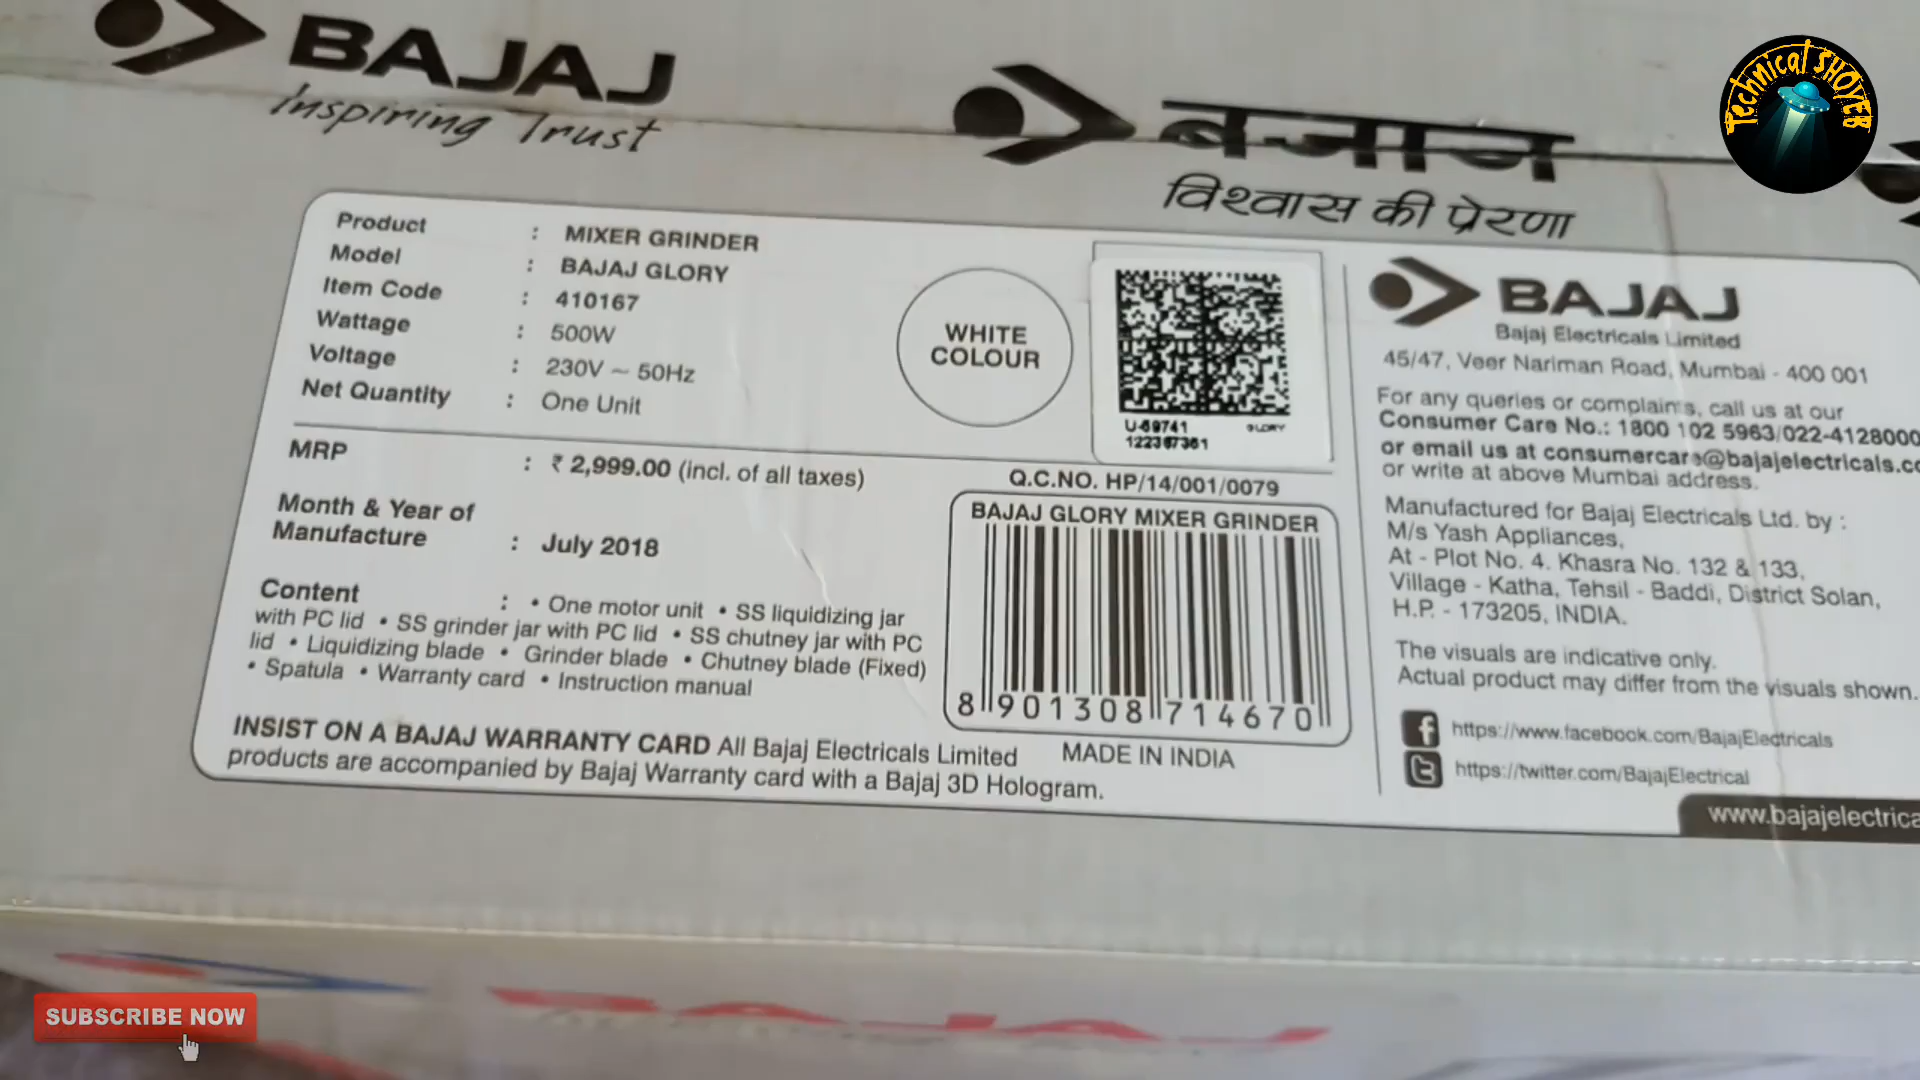 BAJAJ
Inspiring Trust
बजाज
विश्वास की प्रेरणा
Technical SHOYEB
Product : MIXER GRINDER
Model : BAJAJ GLORY
Item Code : 410167
Wattage : 500W
Voltage : 230V ~ 50Hz
Net Quantity : One Unit
WHITE
COLOUR
U-69741 GLORY
122367361
MRP : ₹ 2,999.00 (incl. of all taxes)
Month & Year of
Manufacture : July 2018
Content : • One motor unit • SS liquidizing jar
with PC lid • SS grinder jar with PC lid • SS chutney jar with PC
lid • Liquidizing blade • Grinder blade • Chutney blade (Fixed)
• Spatula • Warranty card • Instruction manual
INSIST ON A BAJAJ WARRANTY CARD All Bajaj Electricals Limited
products are accompanied by Bajaj Warranty card with a Bajaj 3D Hologram.
Q.C.NO. HP/14/001/0079
BAJAJ GLORY MIXER GRINDER
8 901308 714670
MADE IN INDIA
BAJAJ
Bajaj Electricals Limited
45/47, Veer Nariman Road, Mumbai - 400 001
For any queries or complaints, call us at our
Consumer Care No.: 1800 102 5963/022-4128000
or email us at consumercare@bajajelectricals.co
or write at above Mumbai address.
Manufactured for Bajaj Electricals Ltd. by :
M/s Yash Appliances,
At - Plot No. 4. Khasra No. 132 & 133,
Village - Katha, Tehsil - Baddi, District Solan,
H.P. - 173205, INDIA.
The visuals are indicative only.
Actual product may differ from the visuals shown.
https://www.facebook.com/BajajElectricals
https://twitter.com/BajajElectrical
www.bajajelectrica
BAJAJ
SUBSCRIBE NOW